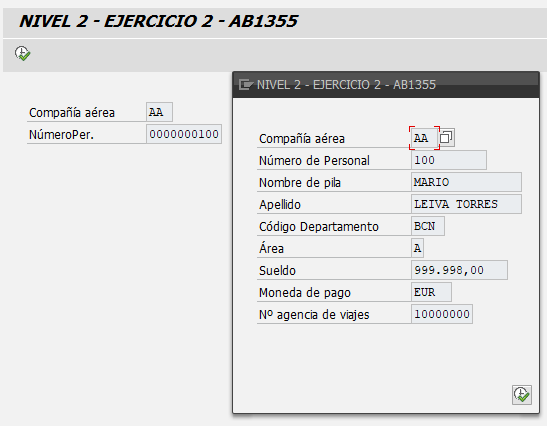 NIVEL 2 - EJERCICIO 2 - AB1355
Compañía aérea AA
NúmeroPer. 0000000100
NIVEL 2 - EJERCICIO 2 - AB1355
Compañía aérea AA
Número de Personal 100
Nombre de pila MARIO
Apellido LEIVA TORRES
Código Departamento BCN
Área A
Sueldo 999.998,00
Moneda de pago EUR
Nº agencia de viajes 10000000